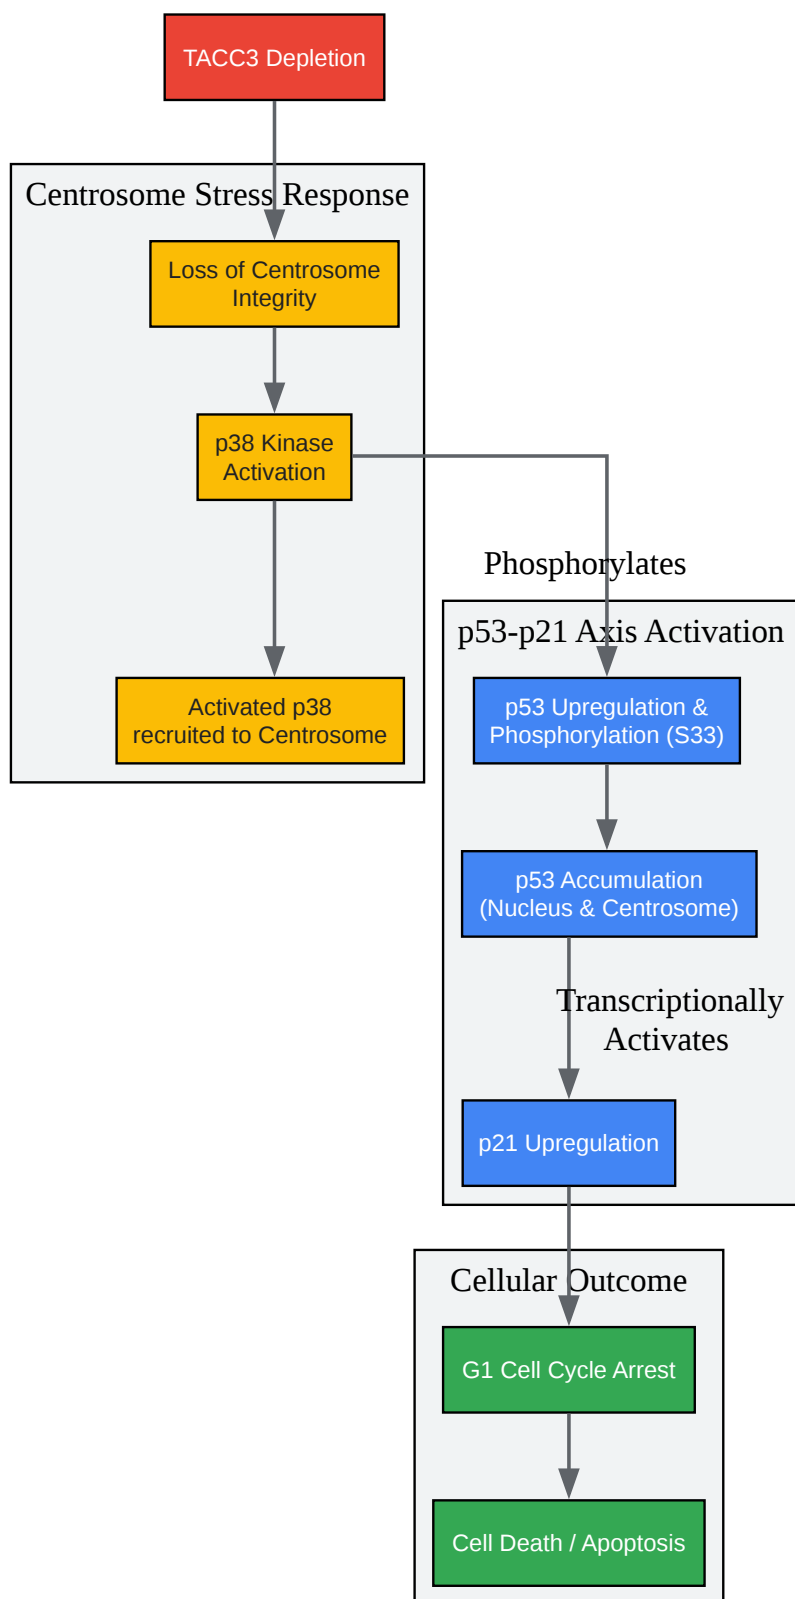 TACC3 Depletion
Centrosome Stress Response
Loss of Centrosome
Integrity
p38 Kinase
Activation
Phosphorylates
p53-p21 Axis Activation
Activated p38
recruited to Centrosome
p53 Upregulation &
Phosphorylation (S33)
p53 Accumulation
(Nucleus & Centrosome)
Transcriptionally
Activates
p21 Upregulation
Cellular Outcome
G1 Cell Cycle Arrest
Cell Death / Apoptosis